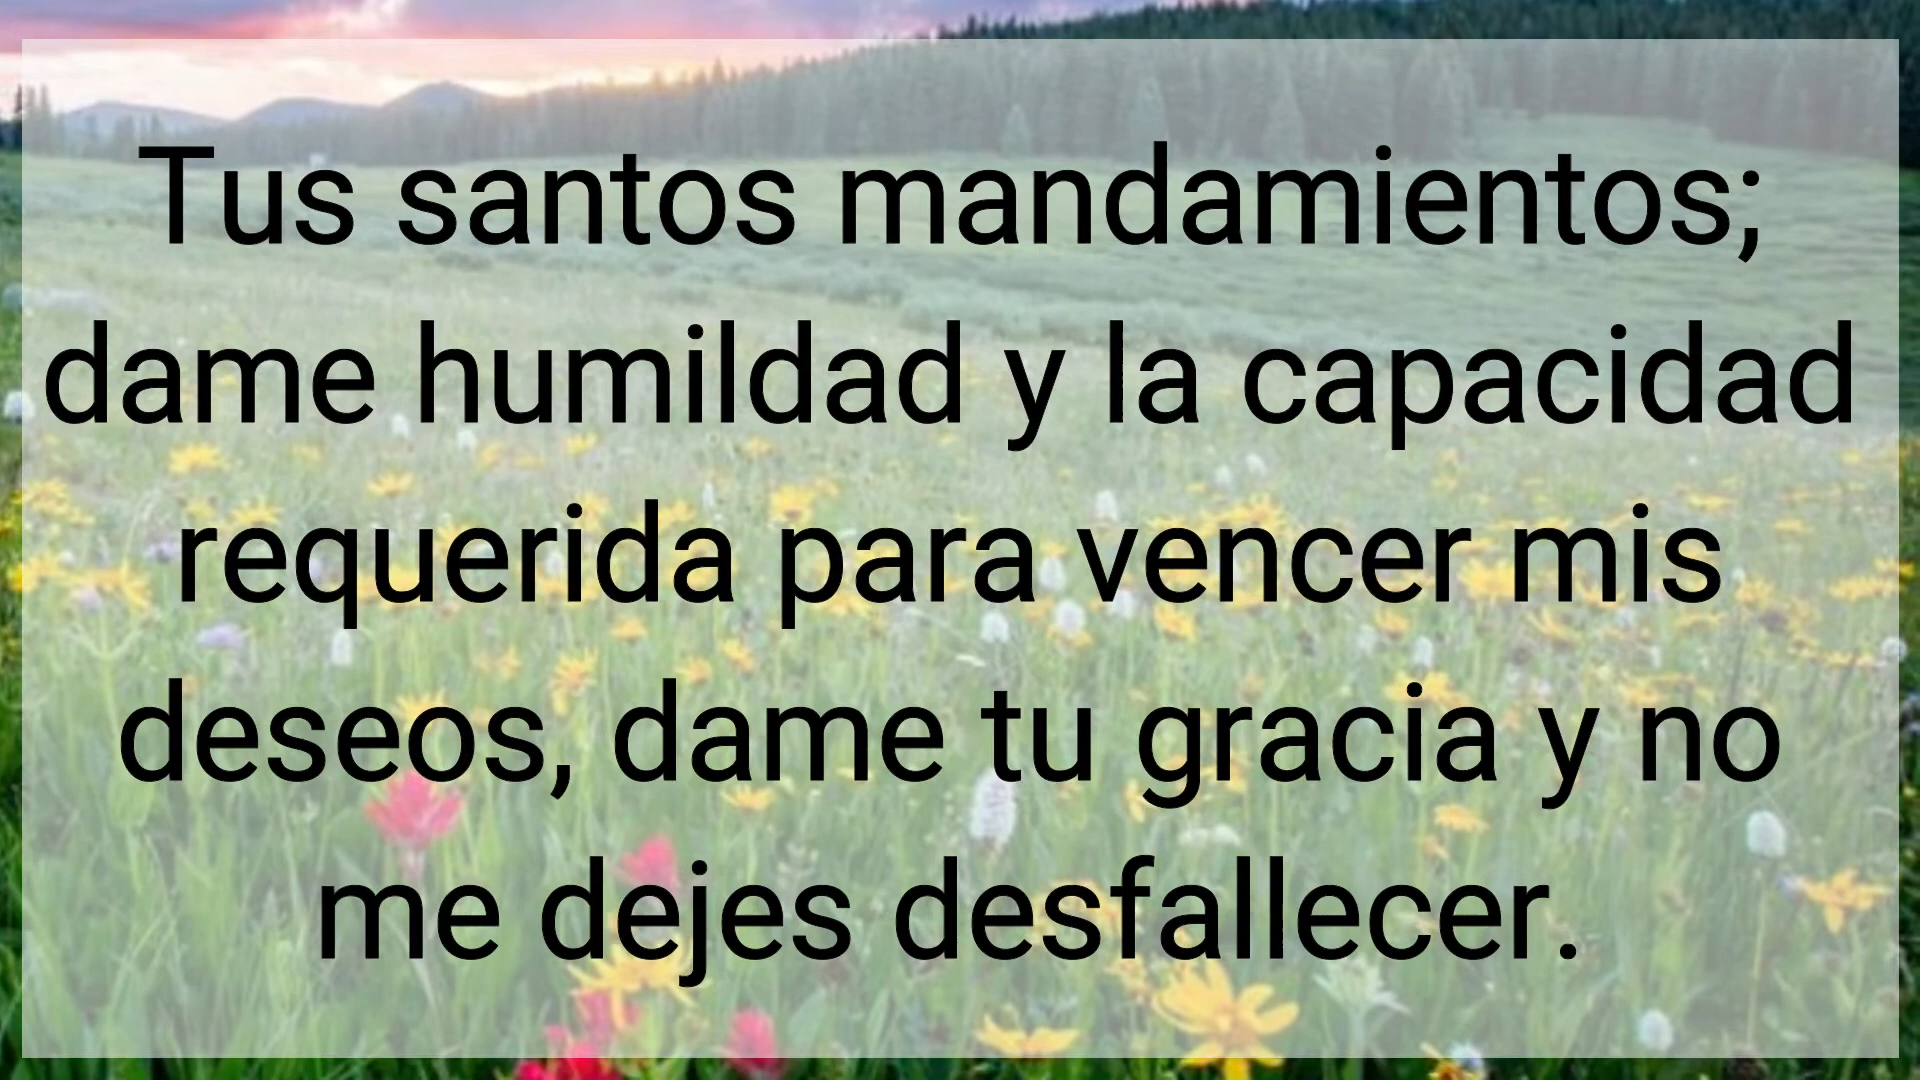 Tus santos mandamientos;
dame humildad y la capacidad
requerida para vencer mis
deseos, dame tu gracia y no
me dejes desfallecer.